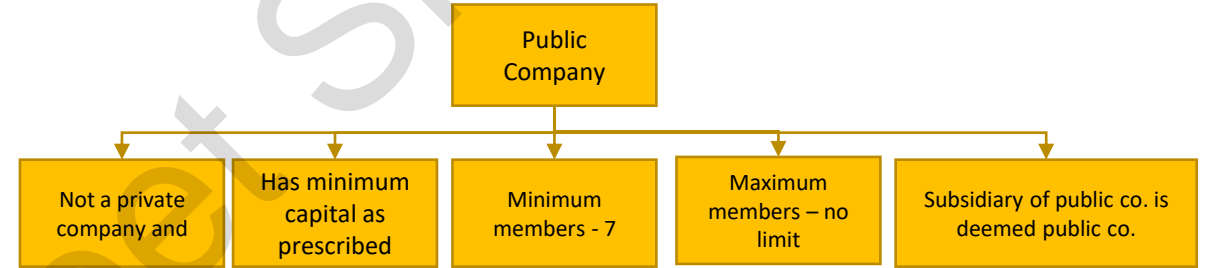 Public
Company
Not a private
company and
Has minimum
capital as
prescribed
Minimum
members - 7
Maximum
members – no
limit
Subsidiary of public co. is
deemed public co.